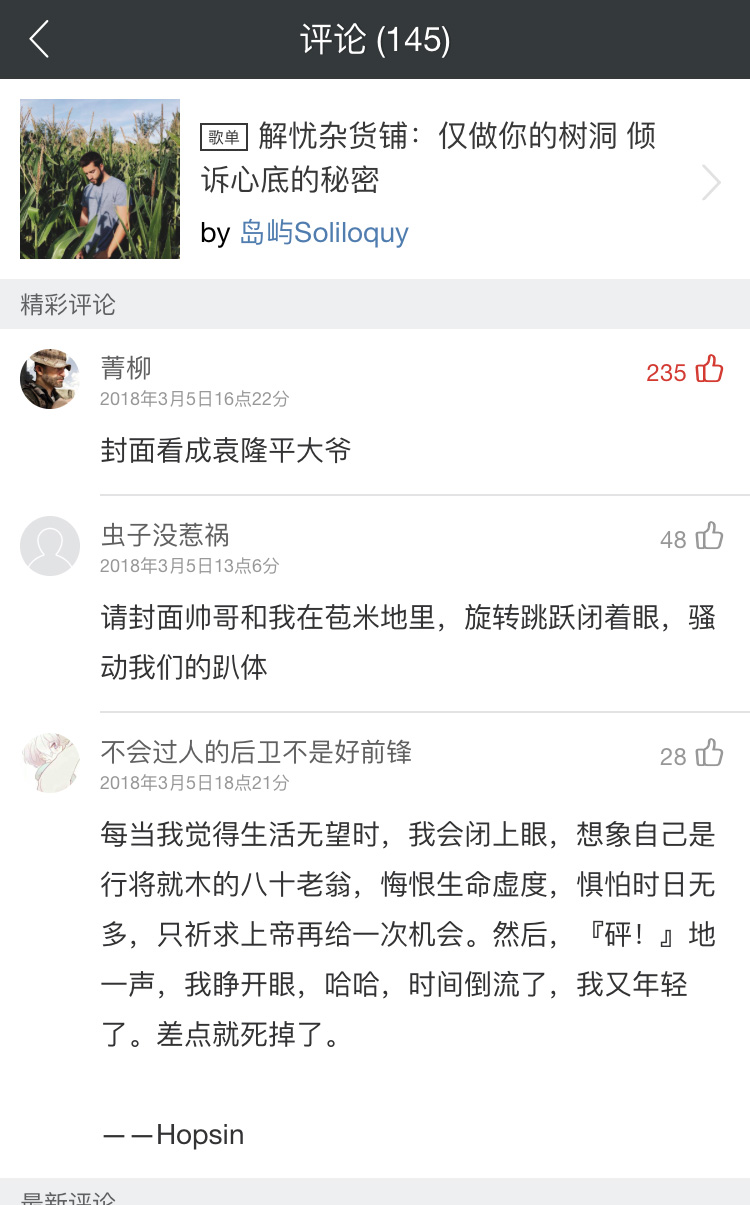 评论 (145)
歌单 解忧杂货铺：仅做你的树洞 倾
诉心底的秘密
by 岛屿Soliloquy
精彩评论
菁柳
235
2018年3月5日16点22分
封面看成袁隆平大爷
虫子没惹祸
48
2018年3月5日13点6分
请封面帅哥和我在苞米地里，旋转跳跃闭着眼，骚
动我们的趴体
不会过人的后卫不是好前锋
28
2018年3月5日18点21分
每当我觉得生活无望时，我会闭上眼，想象自己是
行将就木的八十老翁，悔恨生命虚度，惧怕时日无
多，只祈求上帝再给一次机会。然后，『砰！』地
一声，我睁开眼，哈哈，时间倒流了，我又年轻
了。差点就死掉了。
——Hopsin
最新评论